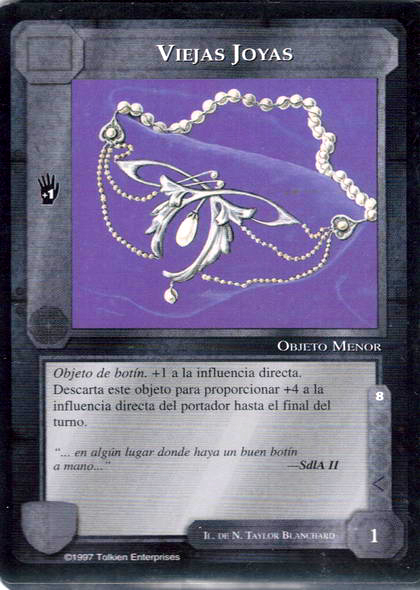 VIEJAS JOYAS
+1
OBJETO MENOR
Objeto de botín. +1 a la influencia directa.
Descarta este objeto para proporcionar +4 a la
influencia directa del portador hasta el final del
turno.
"... en algún lugar donde haya un buen botín
a mano..."
—SdlA II
8
IL. DE N. TAYLOR BLANCHARD
1
©1997 Tolkien Enterprises